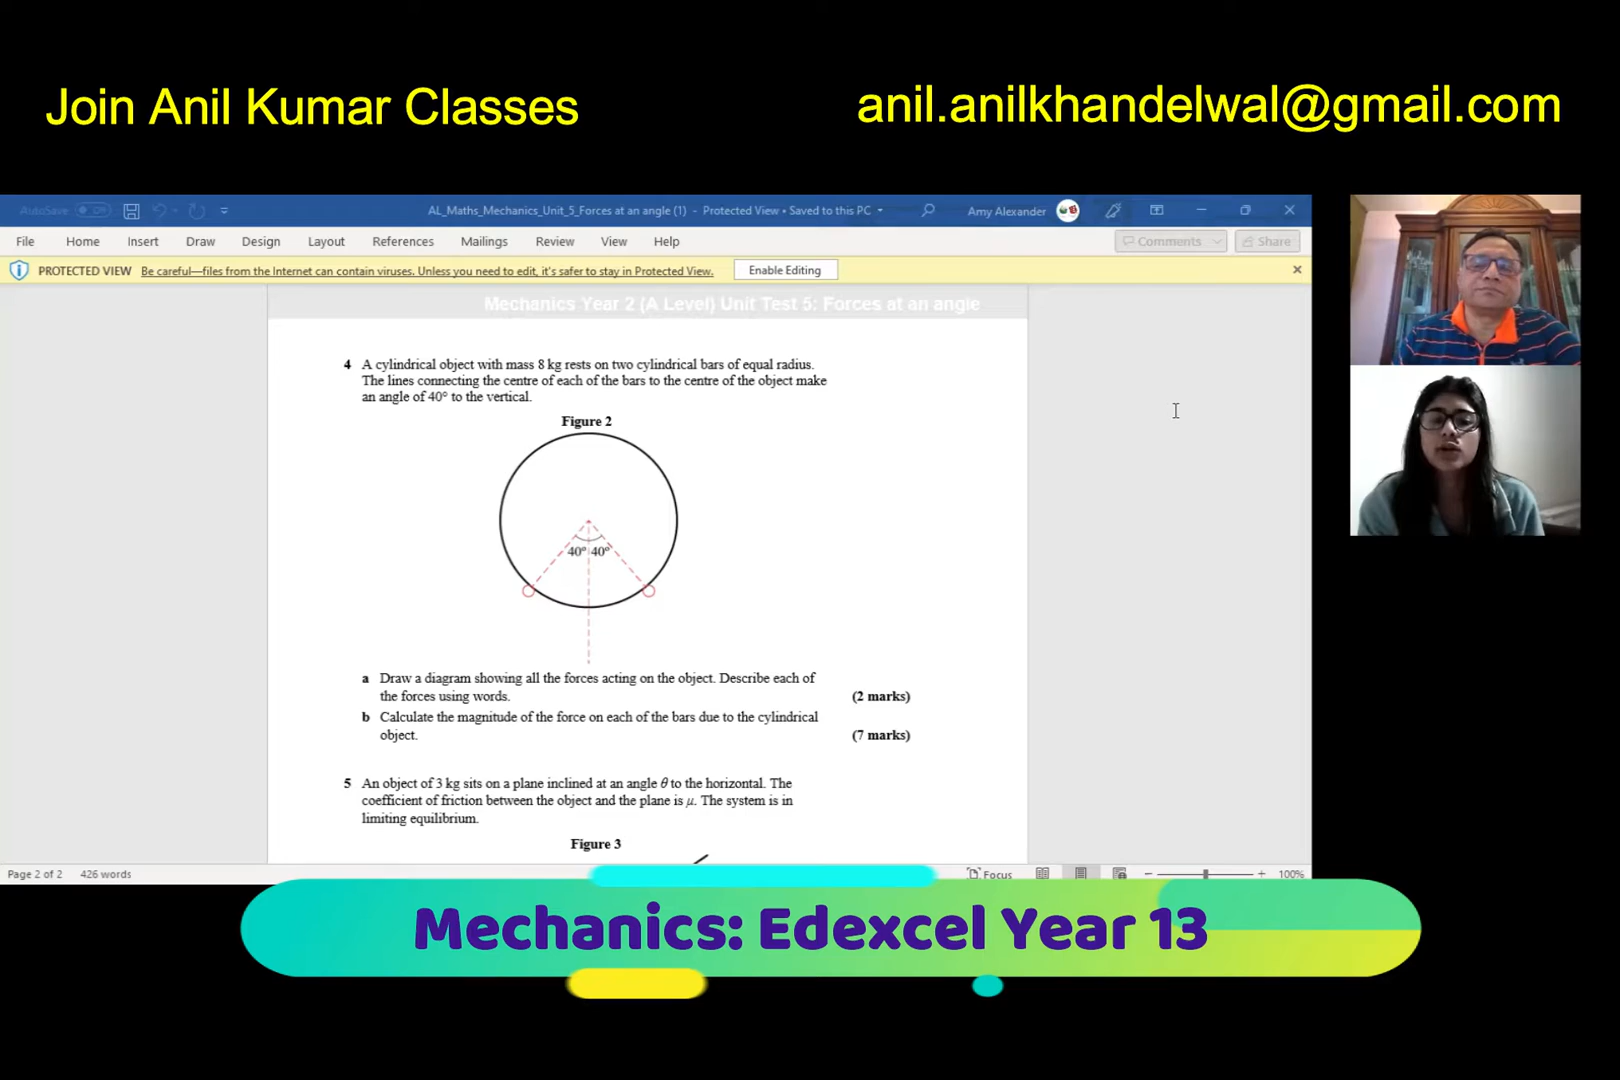 Join Anil Kumar Classes
anil.anilkhandelwal@gmail.com
AutoSave Off
AL_Maths_Mechanics_Unit_5_Forces at an angle (1) - Protected View • Saved to this PC
Amy Alexander
File Home Insert Draw Design Layout References Mailings Review View Help
Comments Share
PROTECTED VIEW Be careful—files from the Internet can contain viruses. Unless you need to edit, it's safer to stay in Protected View. Enable Editing
Mechanics Year 2 (A Level) Unit Test 5: Forces at an angle
4 A cylindrical object with mass 8 kg rests on two cylindrical bars of equal radius.
The lines connecting the centre of each of the bars to the centre of the object make
an angle of 40° to the vertical.
Figure 2
40° 40°
a Draw a diagram showing all the forces acting on the object. Describe each of
the forces using words. (2 marks)
b Calculate the magnitude of the force on each of the bars due to the cylindrical
object. (7 marks)
5 An object of 3 kg sits on a plane inclined at an angle θ to the horizontal. The
coefficient of friction between the object and the plane is μ. The system is in
limiting equilibrium.
Figure 3
Page 2 of 2 426 words
Focus
100%
Mechanics: Edexcel Year 13